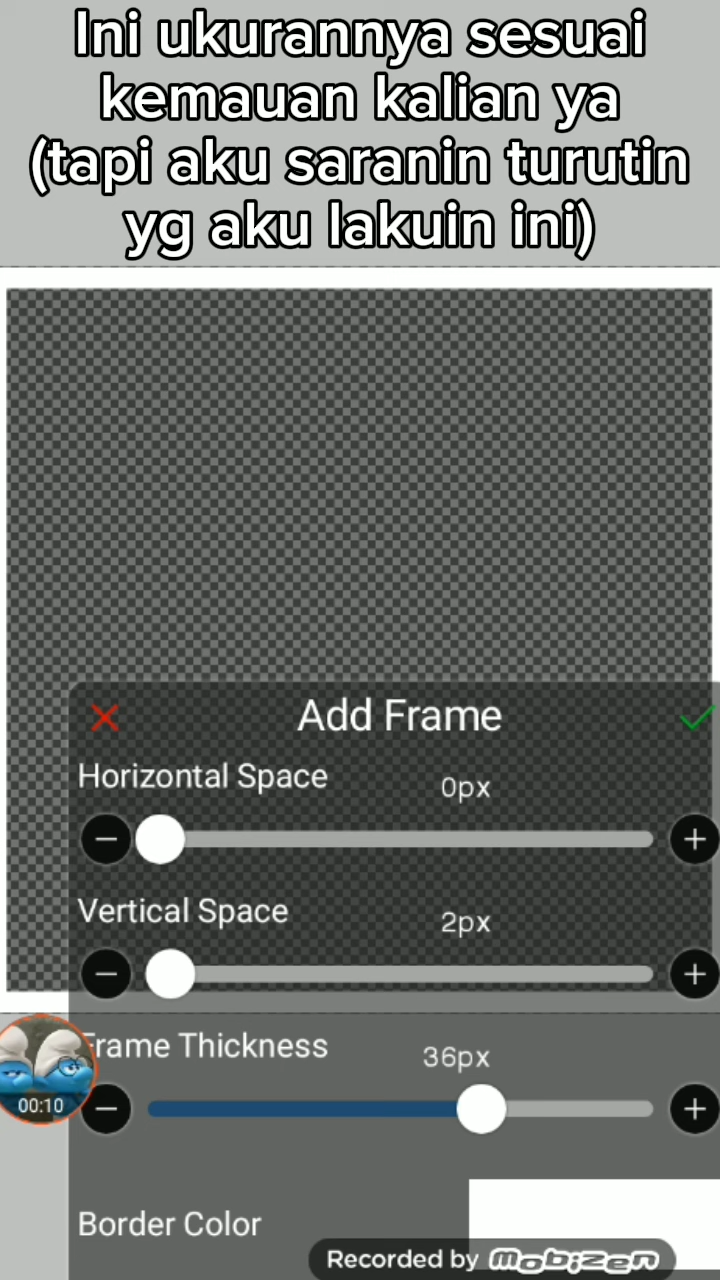 Ini ukurannya sesuai
kemauan kalian ya
(tapi aku saranin turutin
yg aku lakuin ini)
Add Frame
Horizontal Space
0px
Vertical Space
2px
Frame Thickness
36px
00:10
Border Color
Recorded by mobizen